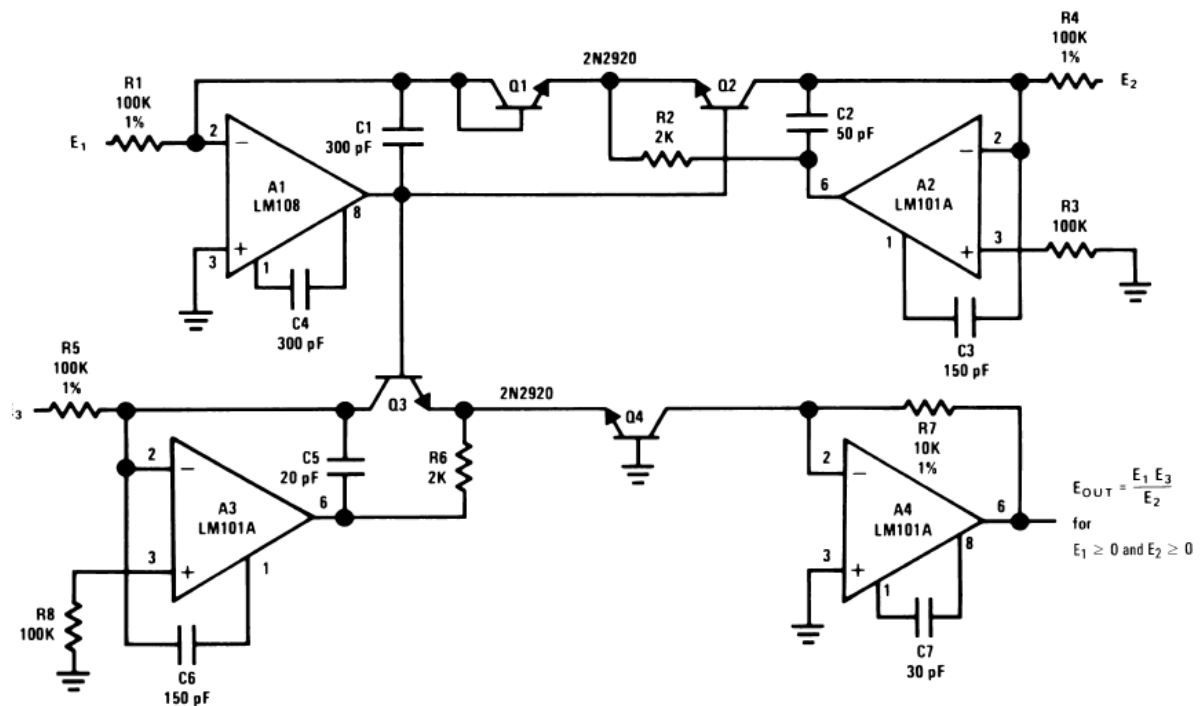 2N2920
R4
100K
1%
R1
100K
1%
E1
Q1
Q2
E2
C1
300 pF
R2
2K
C2
50 pF
2
−
A1
LM108
8
+
3
1
C4
300 pF
6
A2
LM101A
−
2
1
+
3
R3
100K
C3
150 pF
R5
100K
1%
Q3
2N2920
Q4
2
−
C5
20 pF
R6
2K
A3
LM101A
6
3
+
1
R8
100K
C6
150 pF
R7
10K
1%
2
−
A4
LM101A
6
8
3
+
1
C7
30 pF
EOUT = E1 E3 / E2
for
E1 ≥ 0 and E2 ≥ 0